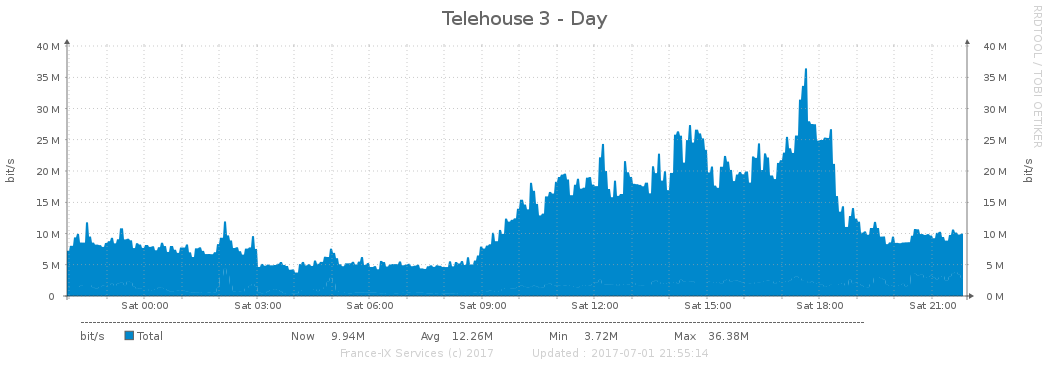 Telehouse 3 - Day
RRDTOOL / TOBI OETIKER
bit/s
bit/s
40 M 40 M
35 M 35 M
30 M 30 M
25 M 25 M
20 M 20 M
15 M 15 M
10 M 10 M
5 M 5 M
0 0 M
Sat 00:00 Sat 03:00 Sat 06:00 Sat 09:00 Sat 12:00 Sat 15:00 Sat 18:00 Sat 21:00
bit/s Total Now 9.94M Avg 12.26M Min 3.72M Max 36.38M
France-IX Services (c) 2017 Updated : 2017-07-01 21:55:14